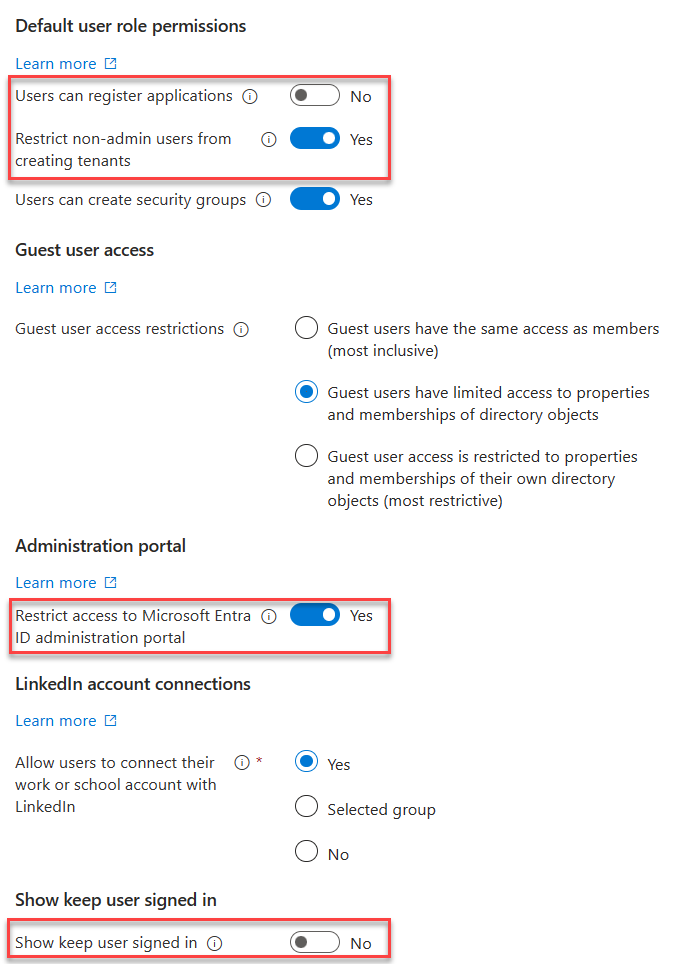 Default user role permissions
Learn more
Users can register applications No
Restrict non-admin users from Yes
creating tenants
Users can create security groups Yes
Guest user access
Learn more
Guest user access restrictions
Guest users have the same access as members
(most inclusive)
Guest users have limited access to properties
and memberships of directory objects
Guest user access is restricted to properties
and memberships of their own directory
objects (most restrictive)
Administration portal
Learn more
Restrict access to Microsoft Entra Yes
ID administration portal
LinkedIn account connections
Learn more
Allow users to connect their * Yes
work or school account with
LinkedIn
Selected group
No
Show keep user signed in
Show keep user signed in No